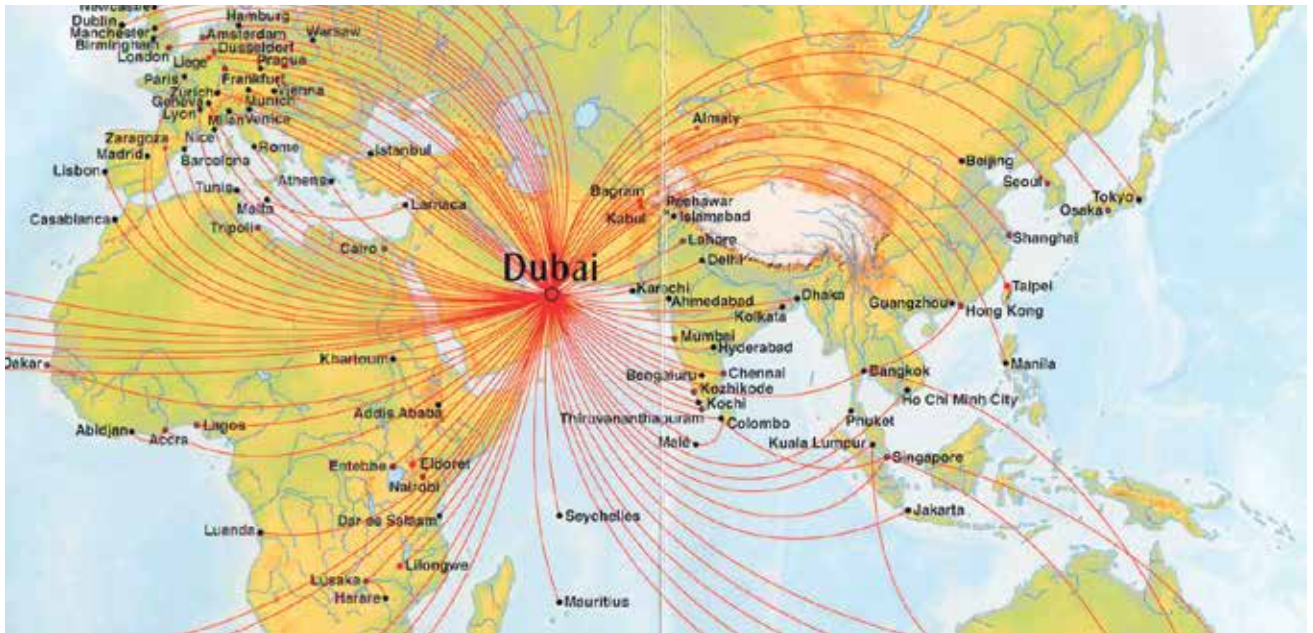 Newcastle
Dublin
Hamburg
Manchester
Amsterdam
Warsaw
Birmingham
Düsseldorf
London
Liege
Prague
Paris
Frankfurt
Zurich
Vienna
Geneva
Munich
Lyon
Milan
Venice
Zaragoza
Nice
Rome
Madrid
Barcelona
Istanbul
Lisbon
Athens
Tunis
Malta
Larnaca
Casablanca
Tripoli
Cairo
Almaty
Beijing
Seoul
Tokyo
Osaka
Bagram
Peshawar
Kabul
Islamabad
Shanghai
Lahore
Delhi
Dubai
Karachi
Ahmedabad
Dhaka
Kolkata
Guangzhou
Taipei
Hong Kong
Mumbai
Hyderabad
Dakar
Khartoum
Manila
Bengaluru
Chennai
Bangkok
Kozhikode
Ho Chi Minh City
Kochi
Addis Ababa
Thiruvananthapuram
Colombo
Phuket
Abidjan
Accra
Lagos
Malé
Kuala Lumpur
Singapore
Entebbe
Eldoret
Nairobi
Dar es Salaam
Seychelles
Jakarta
Luanda
Lilongwe
Lusaka
Harare
Mauritius